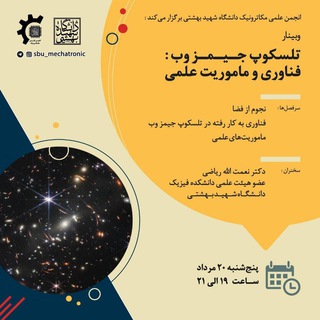 انجمن علمی مکاترونیک دانشگاه شهید بهشتی برگزار می‌کند :
وبینار
تلسکوپ جیمز وب :
فناوری و ماموریت علمی
sbu_mechatronic
سرفصل‌ها :
نجوم از فضا
فناوری به کار رفته در تلسکوپ جیمز وب
ماموریت‌های علمی
سخنران :
دکتر نعمت الله ریاضی
عضو هیئت علمی دانشکده فیزیک
دانشگاه شهید بهشتی
پنج‌شنبه ۲۰ مرداد
ساعت ۱۹ الی ۲۱